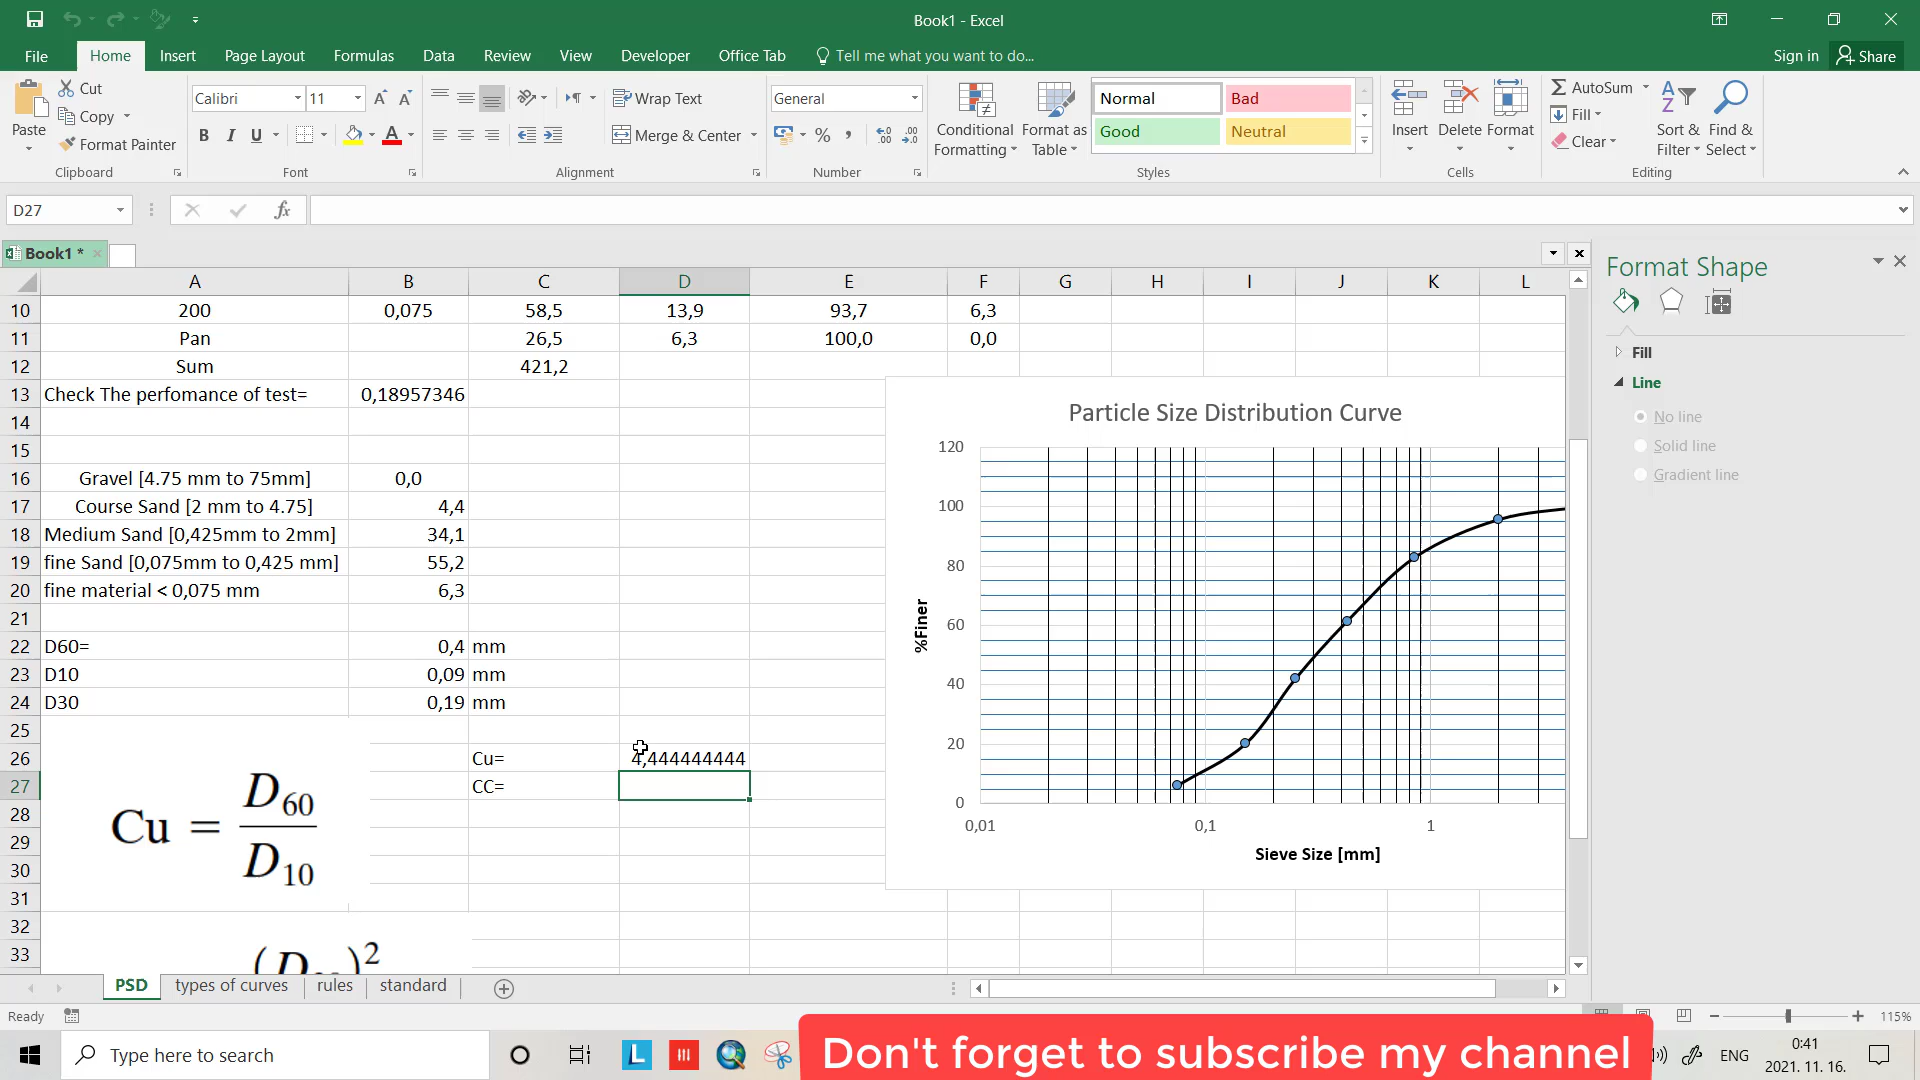 Book1 - Excel
File Home Insert Page Layout Formulas Data Review View Developer Office Tab Tell me what you want to do... Sign in Share
Paste
Cut
Copy
Format Painter
Clipboard
Calibri 11
B I U
Font
Wrap Text
Merge & Center
Alignment
General
Number
Conditional Formatting
Format as Table
Normal Bad
Good Neutral
Styles
Insert Delete Format
Cells
AutoSum
Fill
Clear
Sort & Filter
Find & Select
Editing
D27 fx
Book1 *
A B C D E F G H I J K L
10 200 0,075 58,5 13,9 93,7 6,3
11 Pan 26,5 6,3 100,0 0,0
12 Sum 421,2
13 Check The perfomance of test= 0,18957346
14
15
16 Gravel [4.75 mm to 75mm] 0,0
17 Course Sand [2 mm to 4.75] 4,4
18 Medium Sand [0,425mm to 2mm] 34,1
19 fine Sand [0,075mm to 0,425 mm] 55,2
20 fine material < 0,075 mm 6,3
21
22 D60= 0,4 mm
23 D10 0,09 mm
24 D30 0,19 mm
25
26 Cu= 4,444444444
27 CC=
28
29
30
31
32
33
Cu = D60 / D10
Particle Size Distribution Curve
120
100
80
60
40
20
0
%Finer
0,01 0,1 1
Sieve Size [mm]
Format Shape
Fill
Line
No line
Solid line
Gradient line
PSD types of curves rules standard
Ready
115%
Type here to search
Don't forget to subscribe my channel
ENG
0:41
2021. 11. 16.